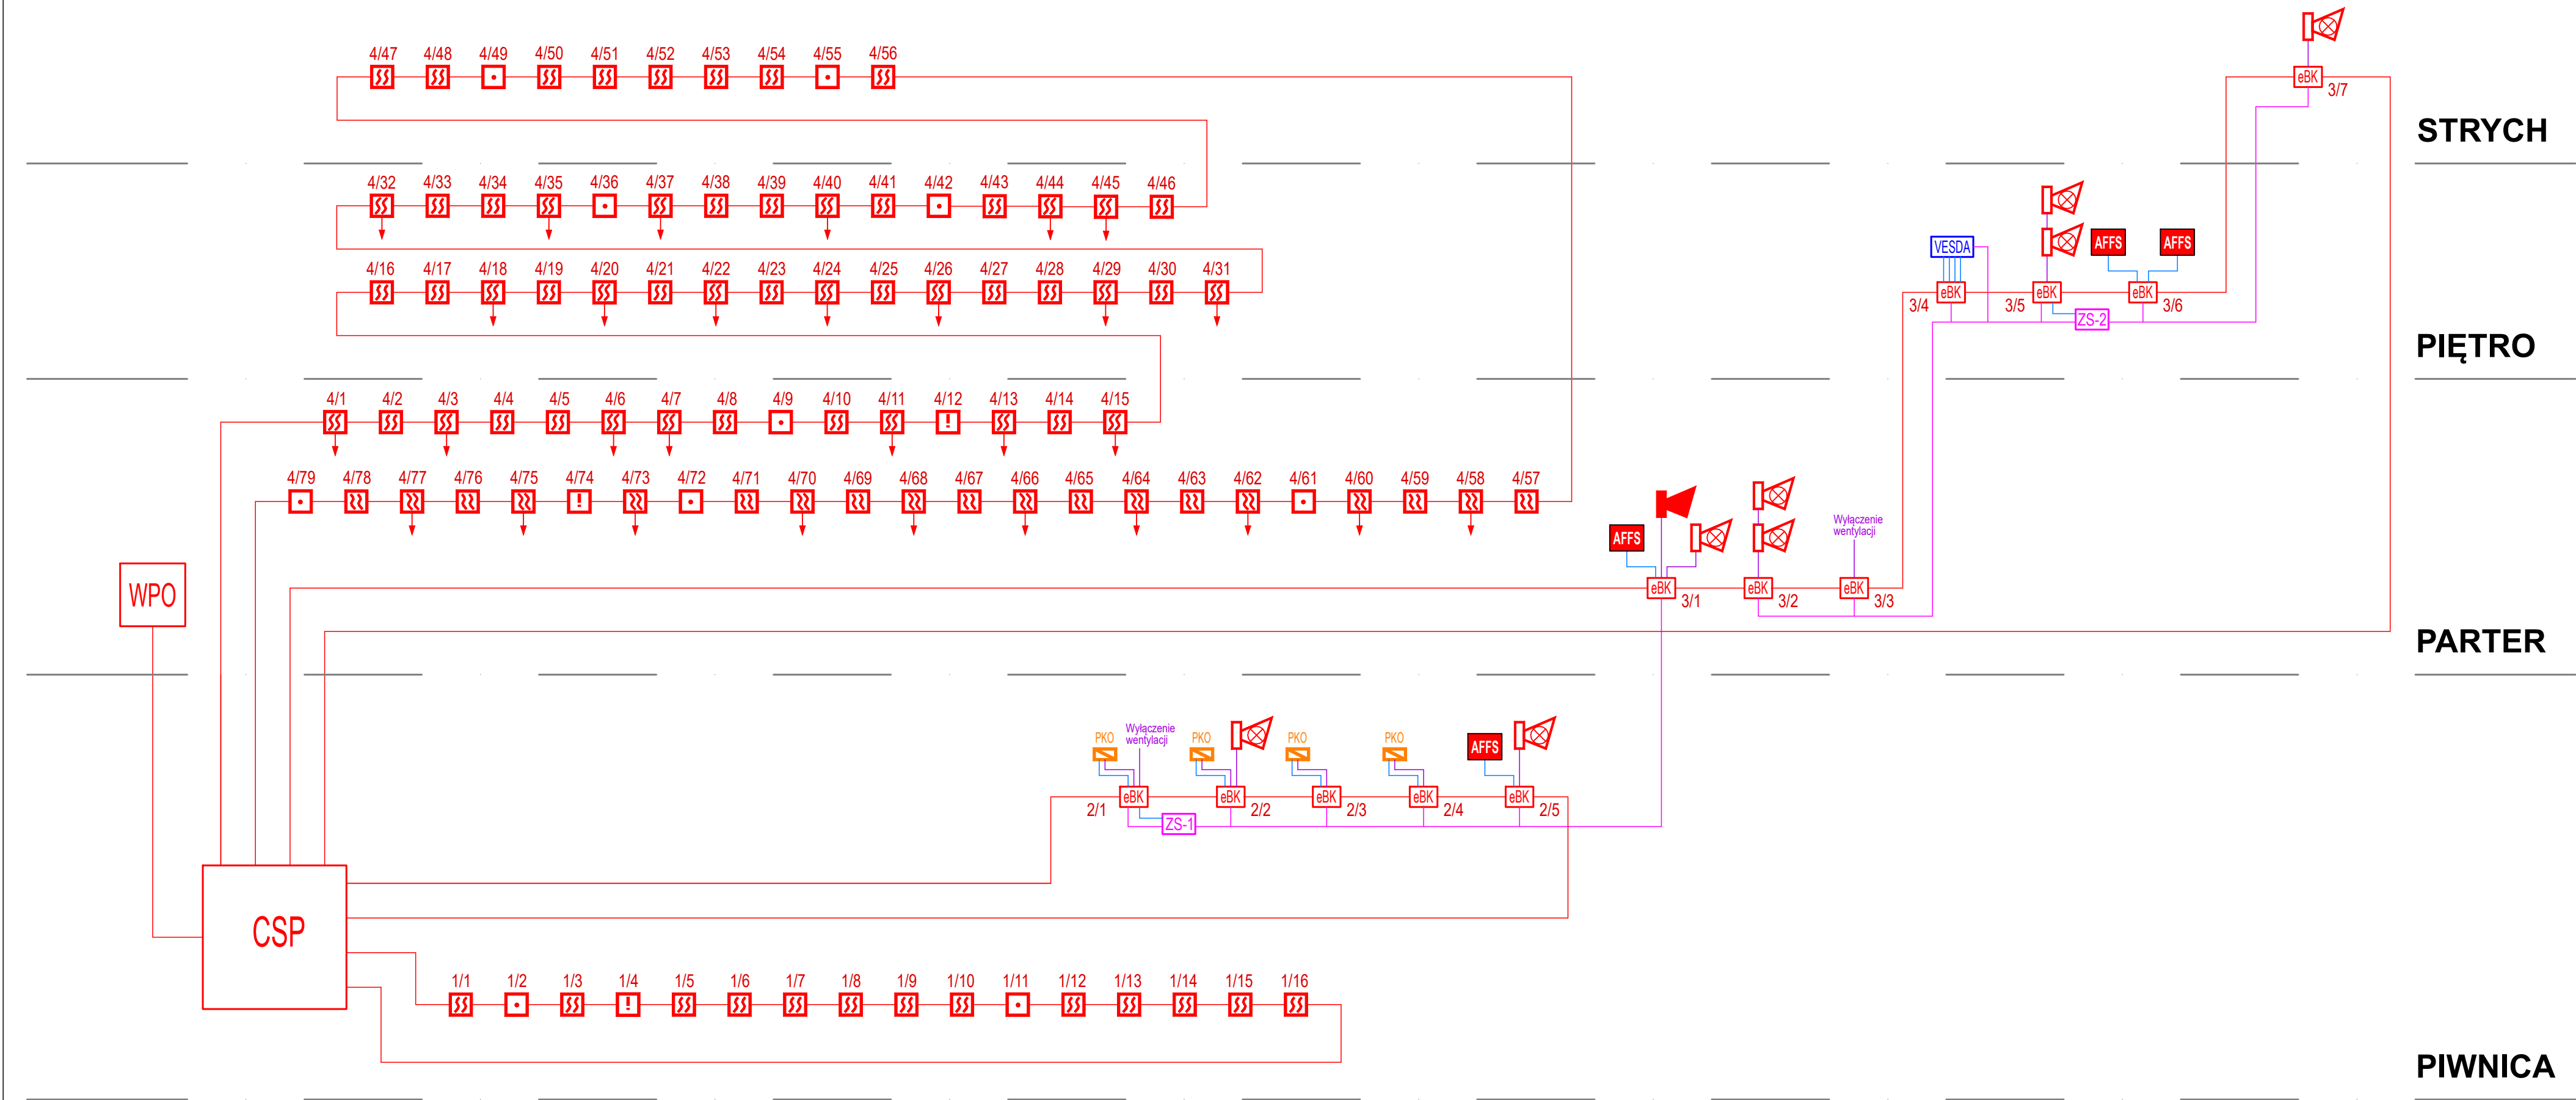 4/47 4/48 4/49 4/50 4/51 4/52 4/53 4/54 4/55 4/56
eBK
3/7
STRYCH
4/32 4/33 4/34 4/35 4/36 4/37 4/38 4/39 4/40 4/41 4/42 4/43 4/44 4/45 4/46
VESDA AFFS AFFS
4/16 4/17 4/18 4/19 4/20 4/21 4/22 4/23 4/24 4/25 4/26 4/27 4/28 4/29 4/30 4/31
eBK eBK eBK
3/4 3/5 3/6
ZS-2
PIĘTRO
4/1 4/2 4/3 4/4 4/5 4/6 4/7 4/8 4/9 4/10 4/11 4/12 4/13 4/14 4/15
4/79 4/78 4/77 4/76 4/75 4/74 4/73 4/72 4/71 4/70 4/69 4/68 4/67 4/66 4/65 4/64 4/63 4/62 4/61 4/60 4/59 4/58 4/57
Wyłączenie
wentylacji
AFFS
WPO
eBK eBK eBK
3/1 3/2 3/3
PARTER
Wyłączenie
wentylacji
PKO PKO PKO PKO AFFS
eBK eBK eBK eBK eBK
2/1 2/2 2/3 2/4 2/5
ZS-1
CSP
1/1 1/2 1/3 1/4 1/5 1/6 1/7 1/8 1/9 1/10 1/11 1/12 1/13 1/14 1/15 1/16
PIWNICA